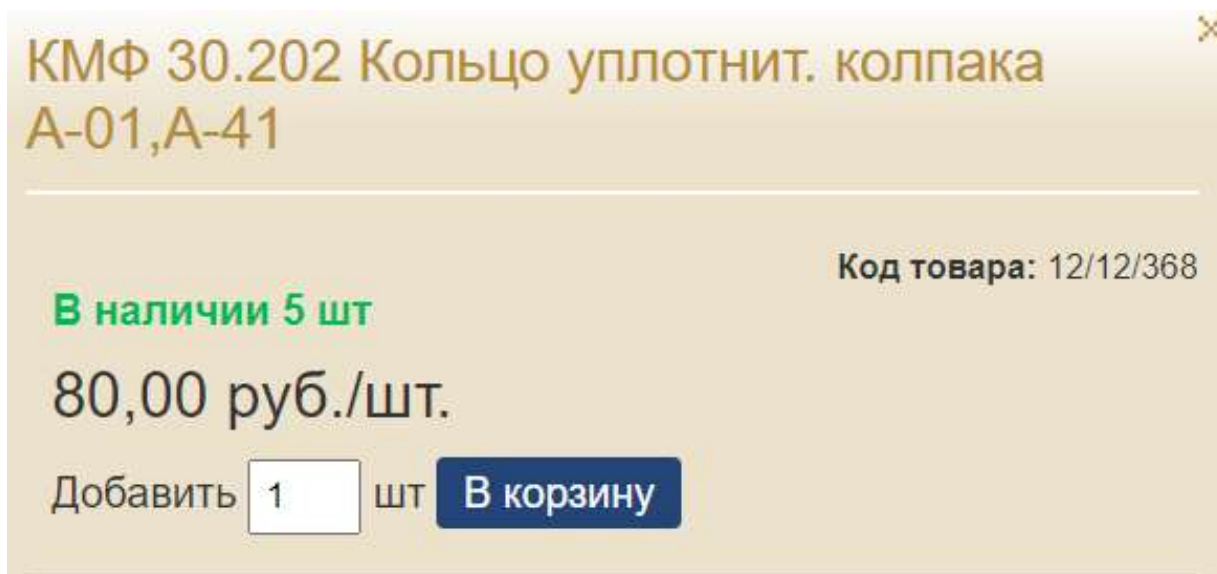 КМФ 30.202 Кольцо уплотнит. колпака
А-01,А-41
Код товара: 12/12/368
В наличии 5 шт
80,00 руб./шт.
Добавить 1 шт В корзину